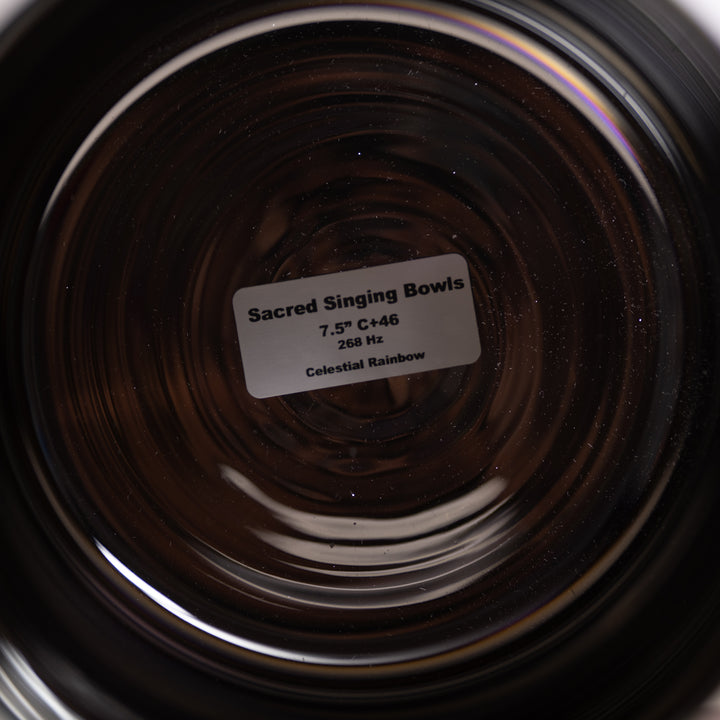 Sacred Singing Bowls
7.5” C+46
268 Hz
Celestial Rainbow